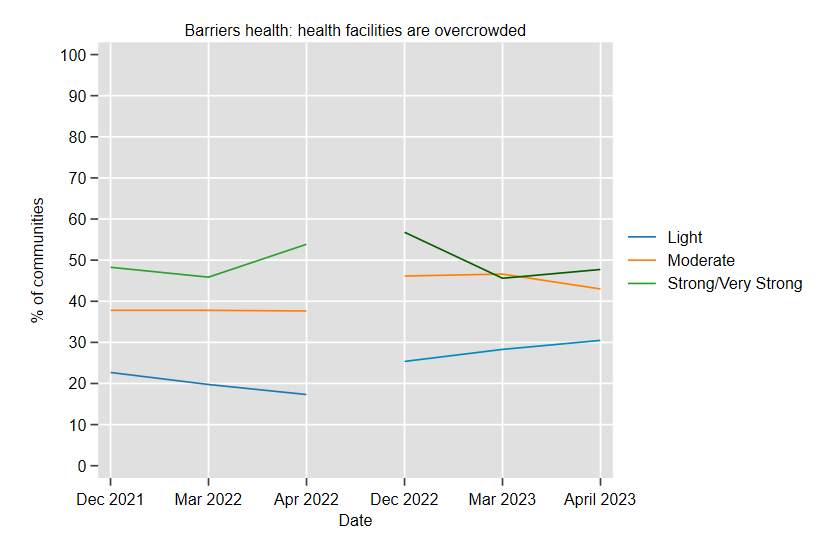 Barriers health: health facilities are overcrowded
100
90
80
70
60
50
40
30
20
10
0
% of communities
Dec 2021 Mar 2022 Apr 2022 Dec 2022 Mar 2023 April 2023
Date
Light
Moderate
Strong/Very Strong